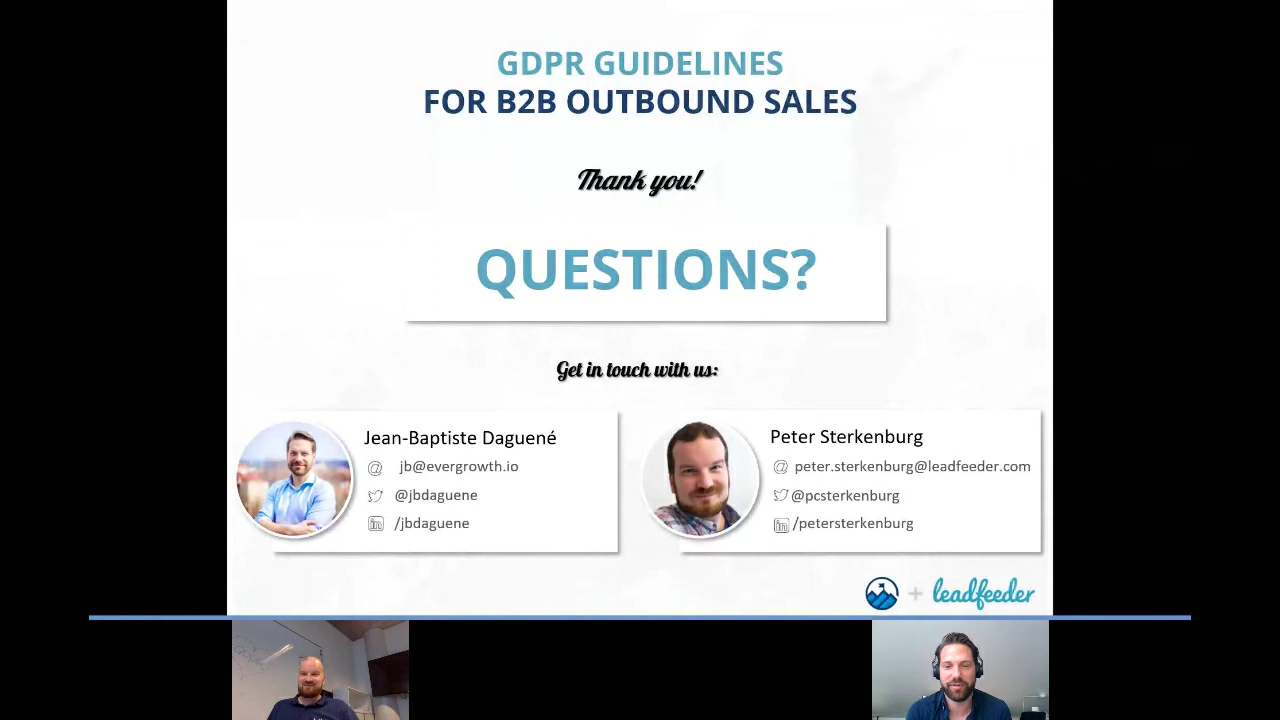 GDPR GUIDELINES
FOR B2B OUTBOUND SALES
Thank you!
QUESTIONS?
Get in touch with us:
Jean-Baptiste Daguené
jb@evergrowth.io
@jbdaguene
/jbdaguene
Peter Sterkenburg
peter.sterkenburg@leadfeeder.com
@pcsterkenburg
/petersterkenburg
+ leadfeeder